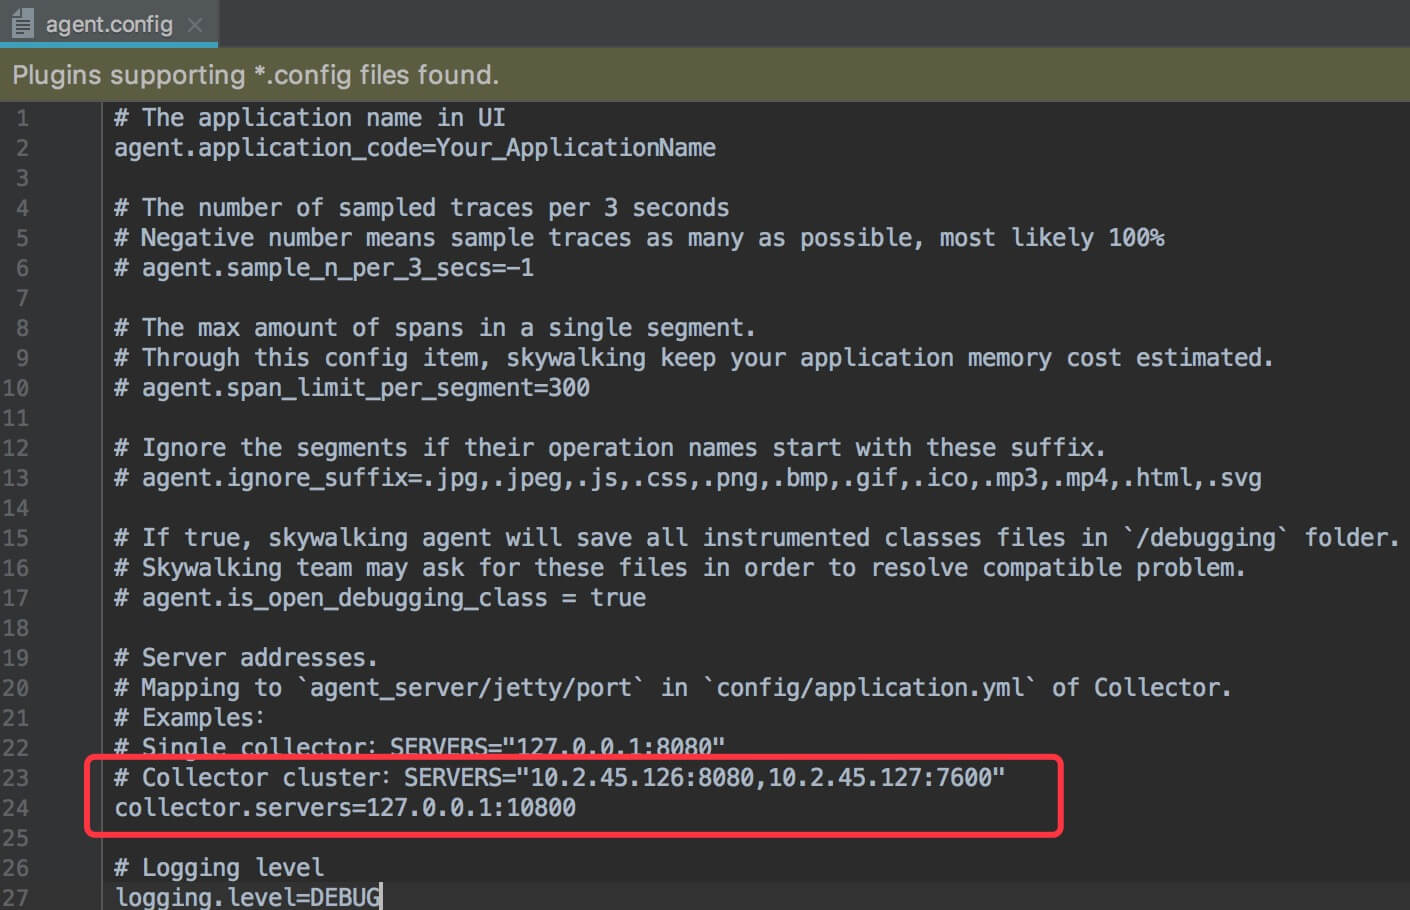 agent.config
Plugins supporting *.config files found.
1 # The application name in UI
2 agent.application_code=Your_ApplicationName
3
4 # The number of sampled traces per 3 seconds
5 # Negative number means sample traces as many as possible, most likely 100%
6 # agent.sample_n_per_3_secs=-1
7
8 # The max amount of spans in a single segment.
9 # Through this config item, skywalking keep your application memory cost estimated.
10 # agent.span_limit_per_segment=300
11
12 # Ignore the segments if their operation names start with these suffix.
13 # agent.ignore_suffix=.jpg,.jpeg,.js,.css,.png,.bmp,.gif,.ico,.mp3,.mp4,.html,.svg
14
15 # If true, skywalking agent will save all instrumented classes files in `/debugging` folder.
16 # Skywalking team may ask for these files in order to resolve compatible problem.
17 # agent.is_open_debugging_class = true
18
19 # Server addresses.
20 # Mapping to `agent_server/jetty/port` in `config/application.yml` of Collector.
21 # Examples：
22 # Single collector：SERVERS="127.0.0.1:8080"
23 # Collector cluster：SERVERS="10.2.45.126:8080,10.2.45.127:7600"
24 collector.servers=127.0.0.1:10800
25
26 # Logging level
27 logging.level=DEBUG